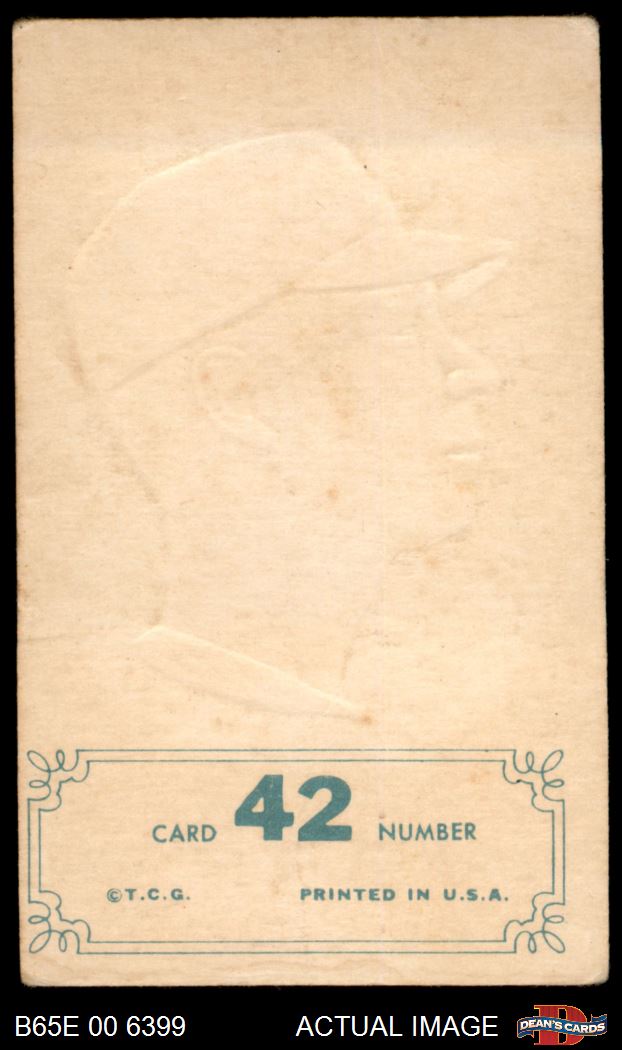 CARD 42 NUMBER
©T.C.G. PRINTED IN U.S.A.
B65E 00 6399 ACTUAL IMAGE DEAN'S CARDS